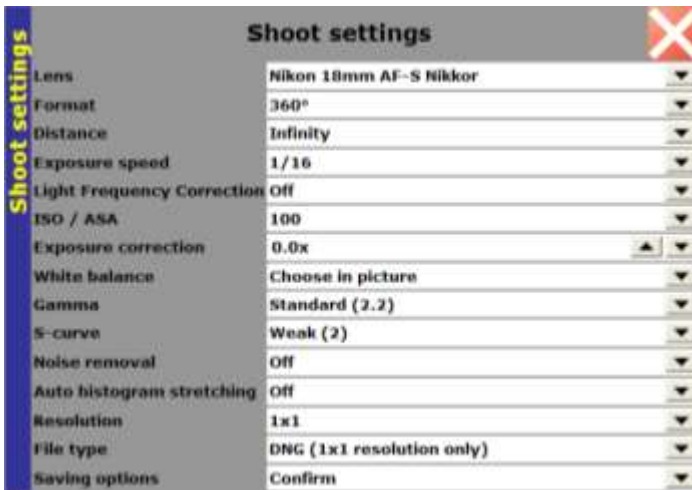 Shoot settings
Shoot settings
Lens Nikon 18mm AF-S Nikkor
Format 360°
Distance Infinity
Exposure speed 1/16
Light Frequency Correction Off
ISO / ASA 100
Exposure correction 0.0x
White balance Choose in picture
Gamma Standard (2.2)
S-curve Weak (2)
Noise removal Off
Auto histogram stretching Off
Resolution 1x1
File type DNG (1x1 resolution only)
Saving options Confirm